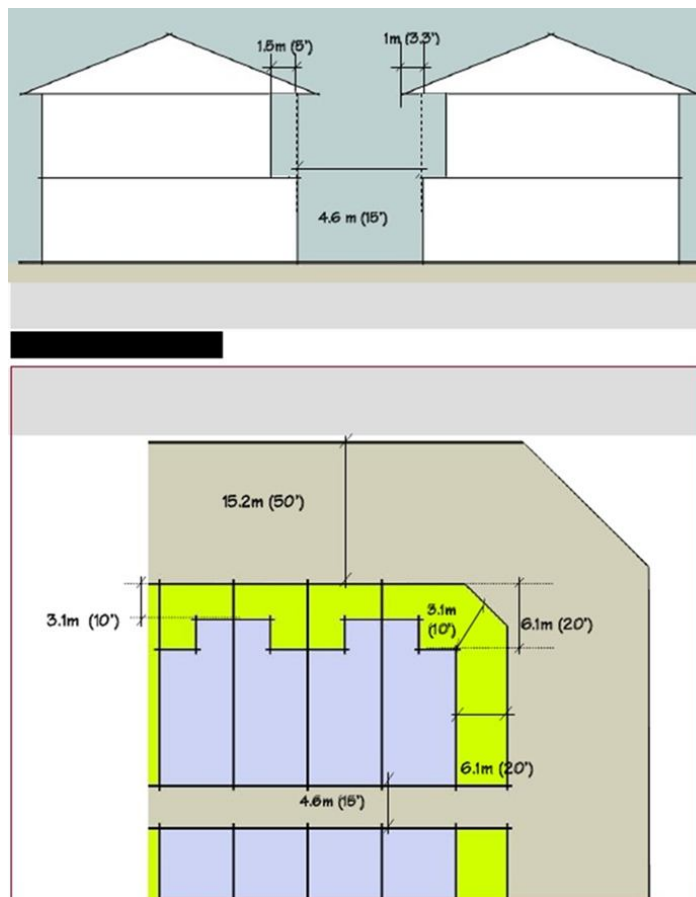 1.5m (5')
1m (3.3')
4.6 m (15')
15.2m (50')
3.1m (10')
3.1m
(10')
6.1m (20')
6.1m (20')
4.6m (15')